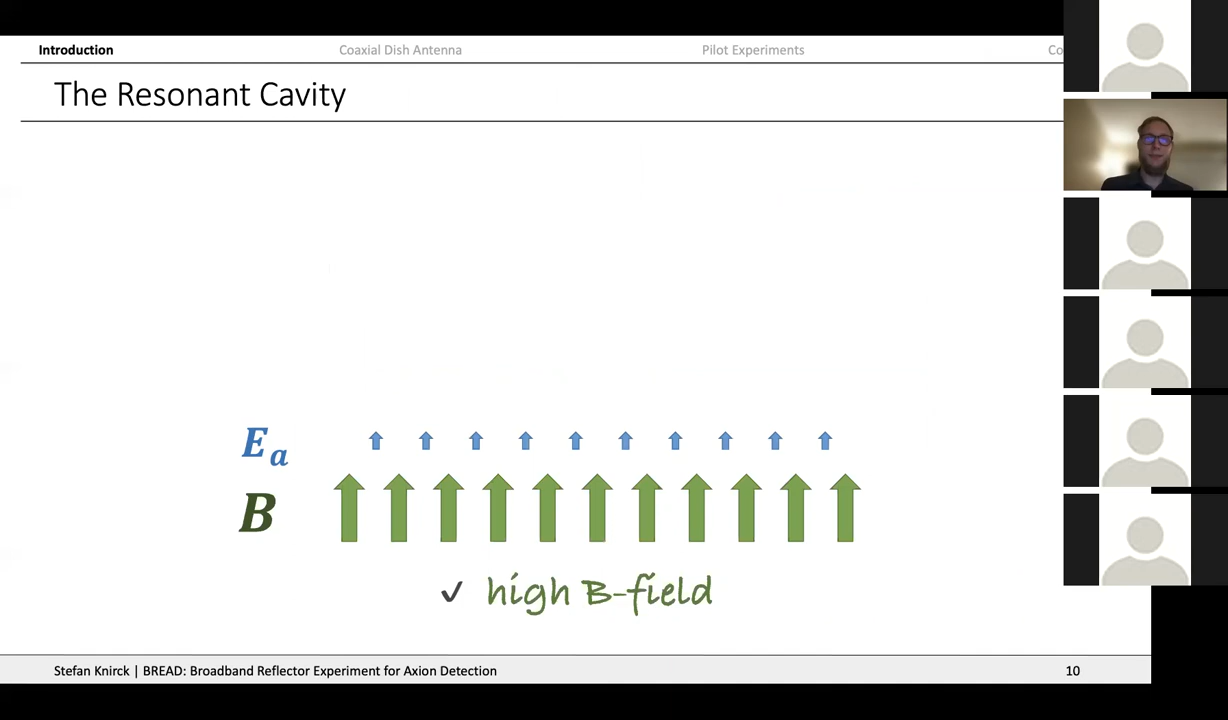 Introduction
Coaxial Dish Antenna
Pilot Experiments
Co
The Resonant Cavity
E a
B
✓ high B-field
Stefan Knirck | BREAD: Broadband Reflector Experiment for Axion Detection
10